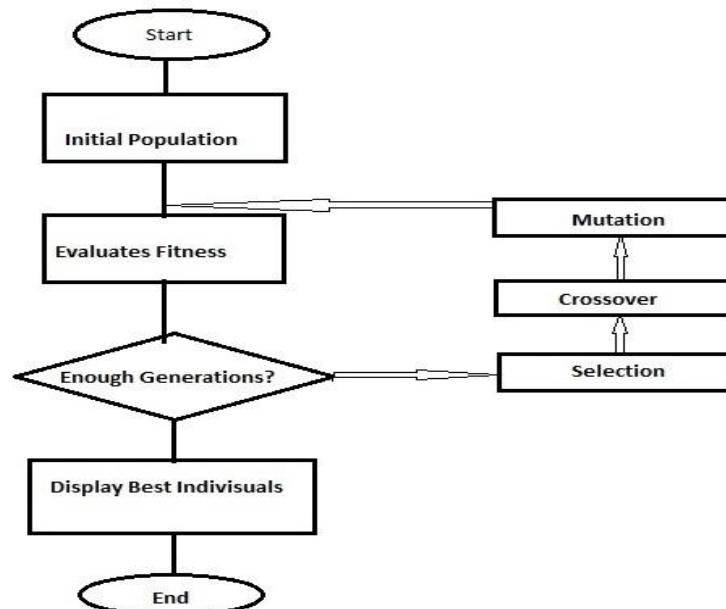 Start
Initial Population
Evaluates Fitness
Mutation
Crossover
Selection
Enough Generations?
Display Best Indivisuals
End